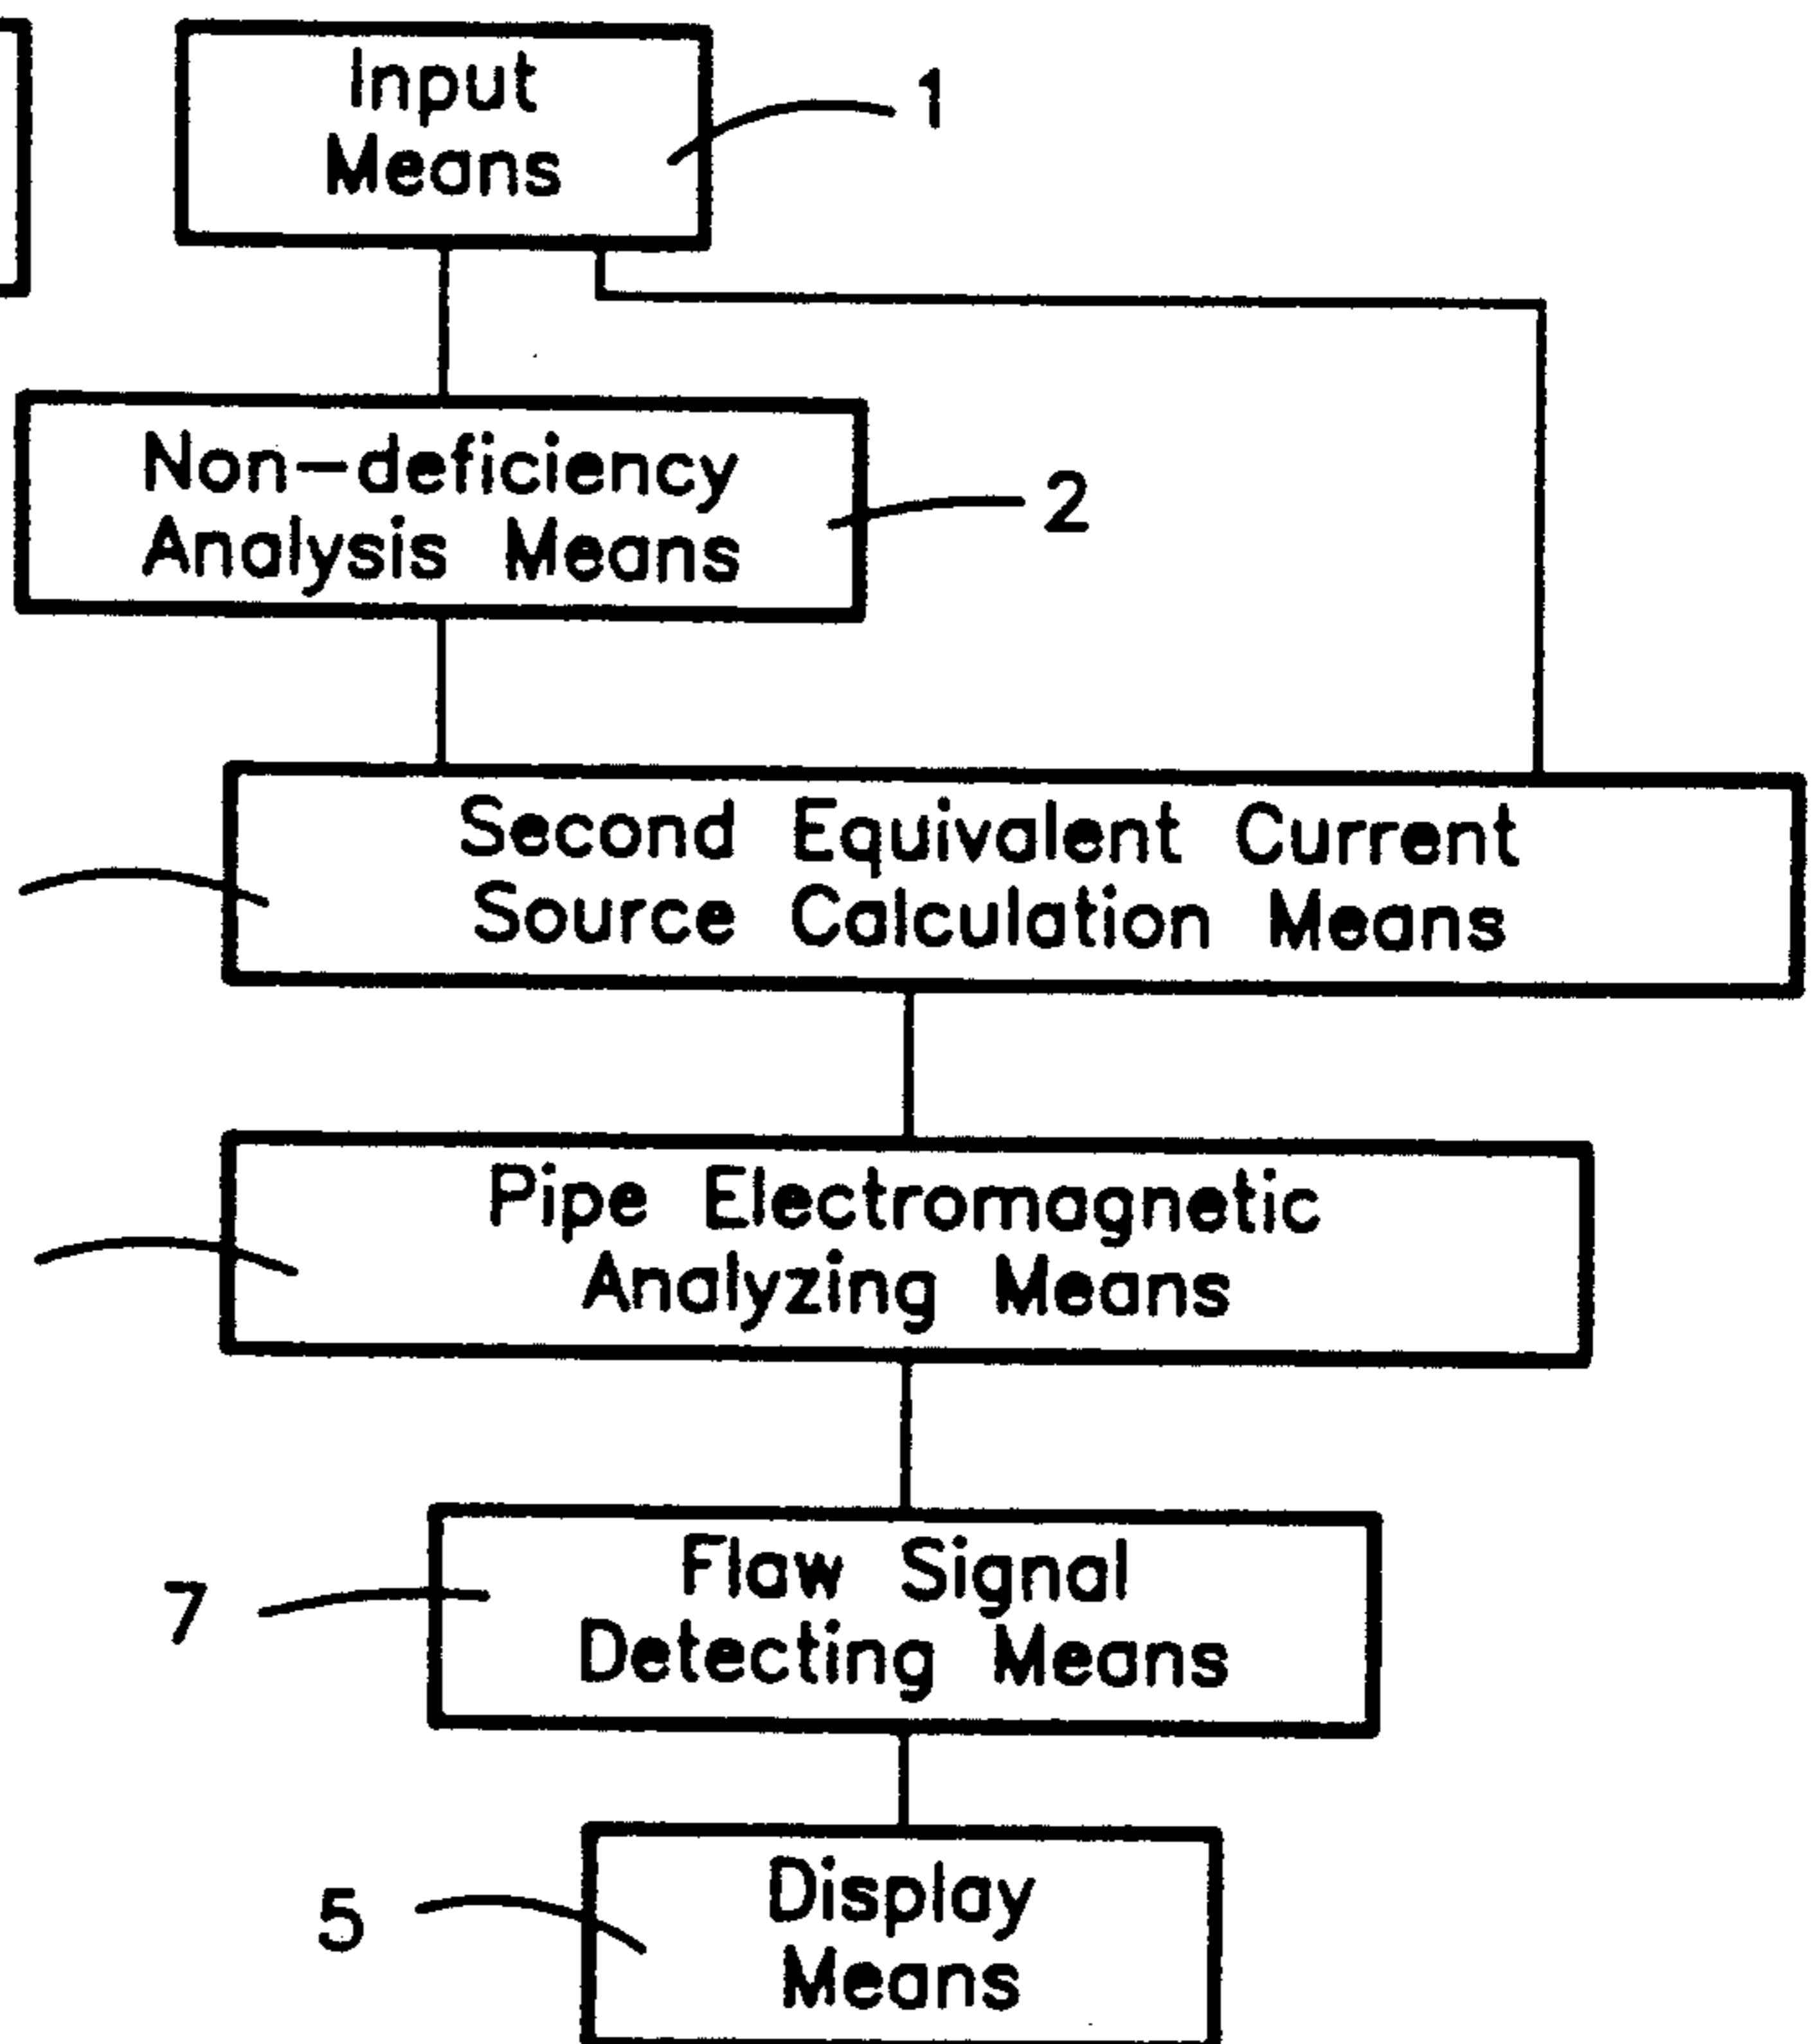 Input
Means
1
Non-deficiency
Analysis Means
2
Second Equivalent Current
Source Calculation Means
Pipe Electromagnetic
Analyzing Means
7
Flaw Signal
Detecting Means
5
Display
Means